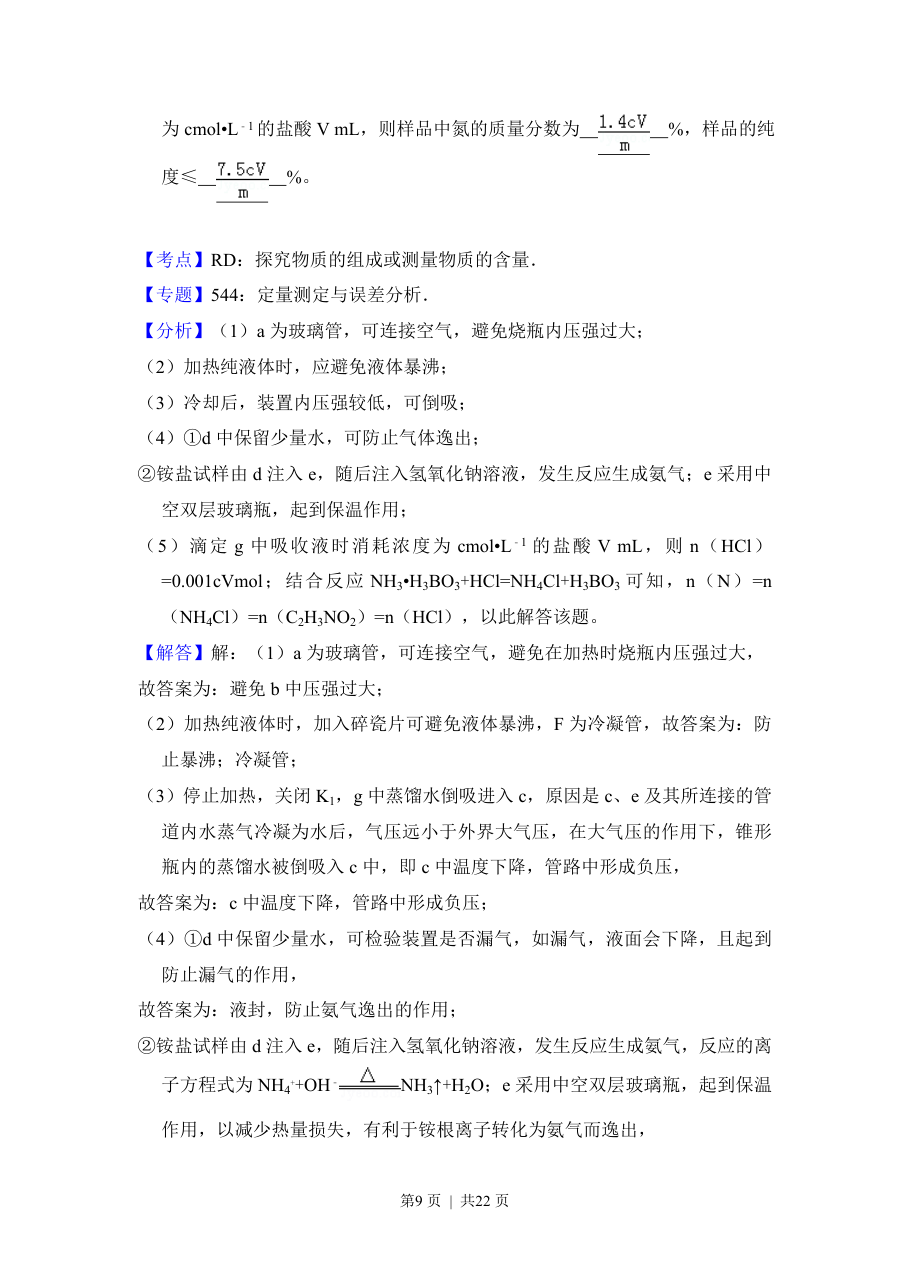 为 cmol•L﹣1 的盐酸 V mL，则样品中氮的质量分数为 1.4cV/m %，样品的纯
度≤ 7.5cV/m %。
【考点】RD：探究物质的组成或测量物质的含量．
【专题】544：定量测定与误差分析．
【分析】（1）a 为玻璃管，可连接空气，避免烧瓶内压强过大；
（2）加热纯液体时，应避免液体暴沸；
（3）冷却后，装置内压强较低，可倒吸；
（4）①d 中保留少量水，可防止气体逸出；
②铵盐试样由 d 注入 e，随后注入氢氧化钠溶液，发生反应生成氨气；e 采用中
空双层玻璃瓶，起到保温作用；
（5）滴定 g 中吸收液时消耗浓度为 cmol•L﹣1 的盐酸 V mL，则 n（HCl）
=0.001cVmol；结合反应 NH3•H3BO3+HCl=NH4Cl+H3BO3 可知，n（N）=n
（NH4Cl）=n（C2H3NO2）=n（HCl），以此解答该题。
【解答】解：（1）a 为玻璃管，可连接空气，避免在加热时烧瓶内压强过大，
故答案为：避免 b 中压强过大；
（2）加热纯液体时，加入碎瓷片可避免液体暴沸，F 为冷凝管，故答案为：防
止暴沸；冷凝管；
（3）停止加热，关闭 K1，g 中蒸馏水倒吸进入 c，原因是 c、e 及其所连接的管
道内水蒸气冷凝为水后，气压远小于外界大气压，在大气压的作用下，锥形
瓶内的蒸馏水被倒吸入 c 中，即 c 中温度下降，管路中形成负压，
故答案为：c 中温度下降，管路中形成负压；
（4）①d 中保留少量水，可检验装置是否漏气，如漏气，液面会下降，且起到
防止漏气的作用，
故答案为：液封，防止氨气逸出的作用；
②铵盐试样由 d 注入 e，随后注入氢氧化钠溶液，发生反应生成氨气，反应的离
子方程式为 NH4++OH﹣ △ NH3↑+H2O；e 采用中空双层玻璃瓶，起到保温
作用，以减少热量损失，有利于铵根离子转化为氨气而逸出，
第9 页 | 共22 页